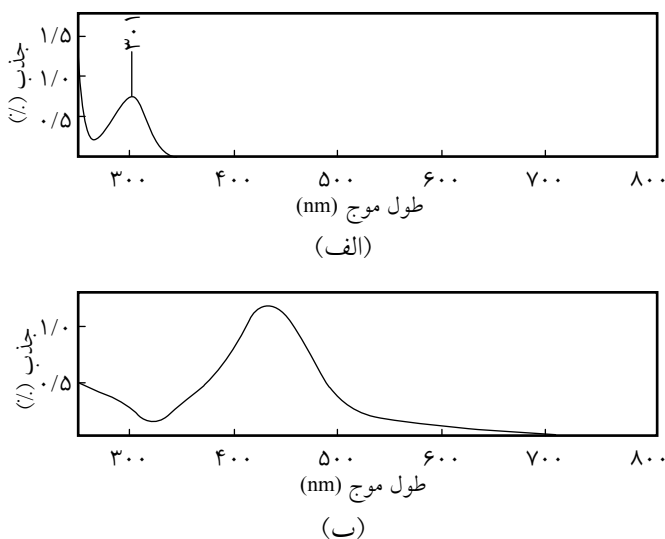 جذب (٪)
۱/۵
۱/۰
۰/۵
۳۰۱
۳۰۰ ۴۰۰ ۵۰۰ ۶۰۰ ۷۰۰ ۸۰۰
طول موج (nm)
(الف)
جذب (٪)
۱/۰
۰/۵
۳۰۰ ۴۰۰ ۵۰۰ ۶۰۰ ۷۰۰ ۸۰۰
طول موج (nm)
(ب)